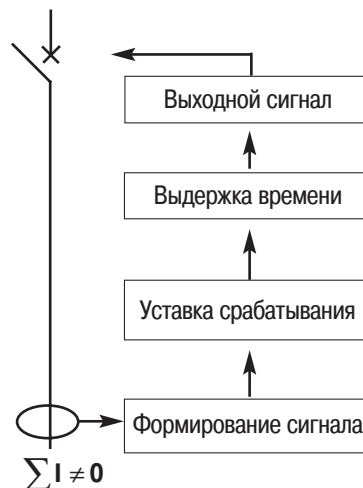 Выходной сигнал
Выдержка времени
Уставка срабатывания
Формирование сигнала
∑I ≠ 0